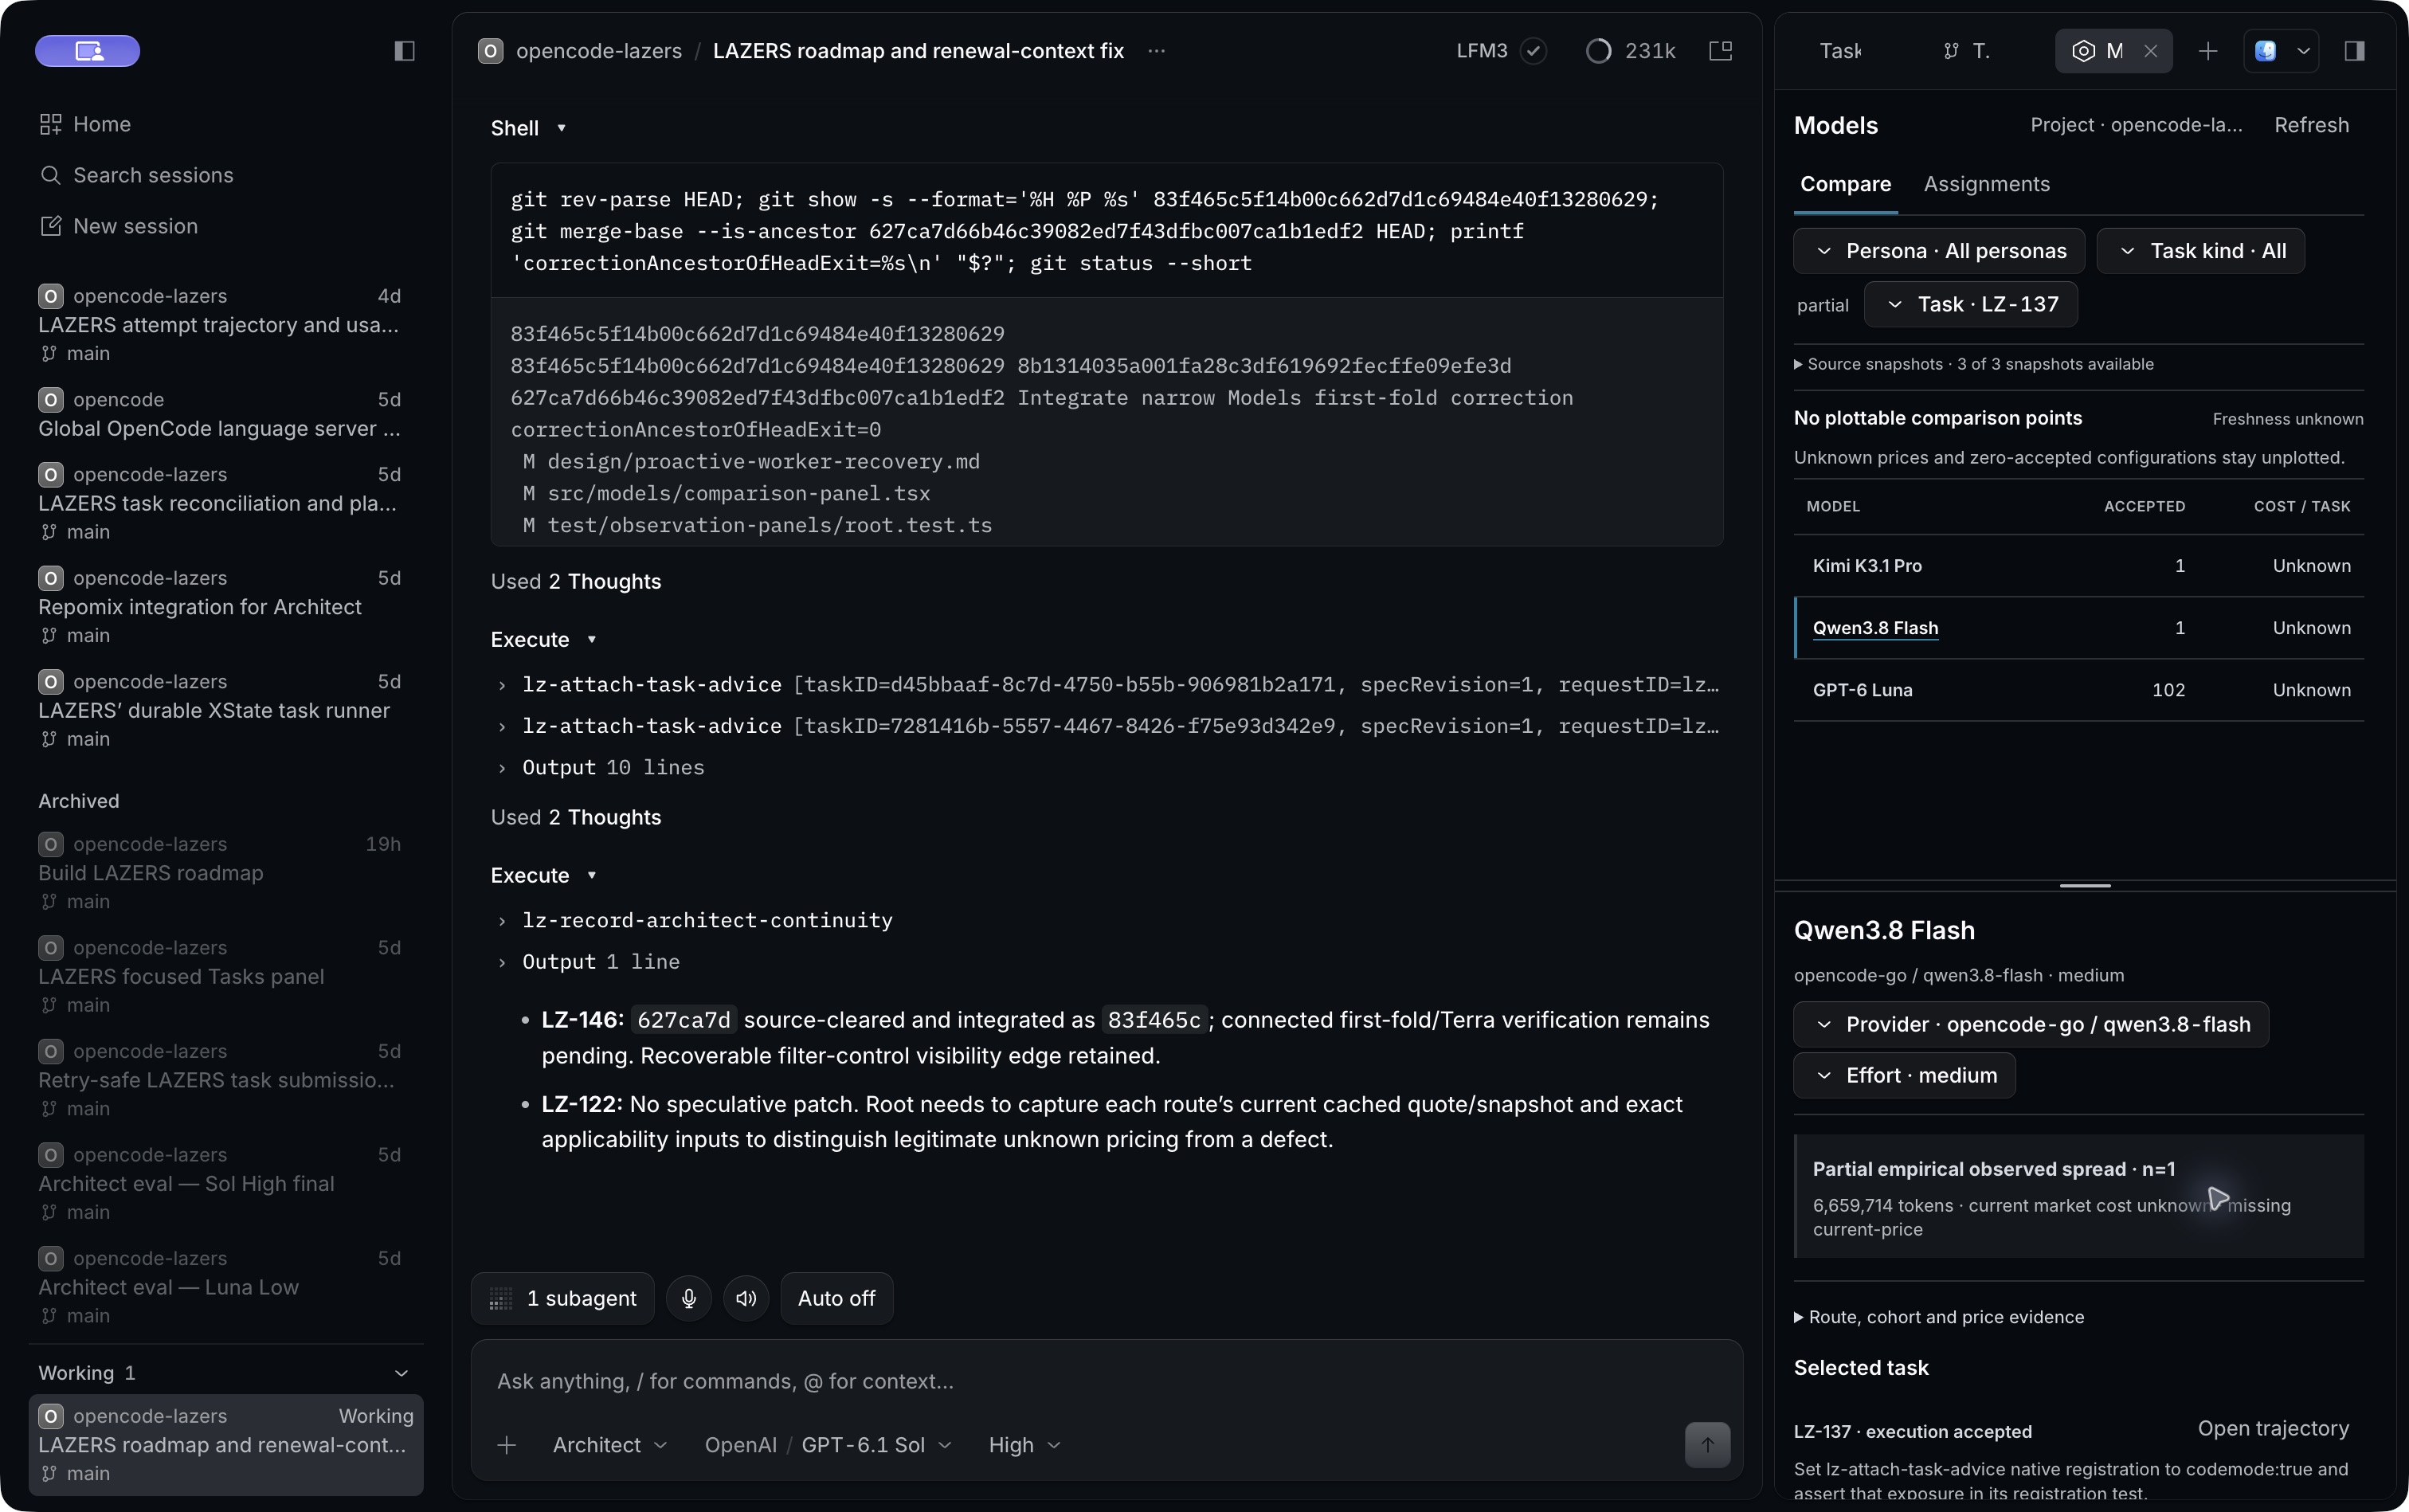 Home
Search sessions
New session
O opencode-lazers 4d
LAZERS attempt trajectory and usa...
main
O opencode 5d
Global OpenCode language server ...
O opencode-lazers 5d
LAZERS task reconciliation and pla...
main
O opencode-lazers 5d
Repomix integration for Architect
main
O opencode-lazers 5d
LAZERS’ durable XState task runner
main
Archived
O opencode-lazers 19h
Build LAZERS roadmap
main
O opencode-lazers 5d
LAZERS focused Tasks panel
main
O opencode-lazers 5d
Retry-safe LAZERS task submissio...
main
O opencode-lazers 5d
Architect eval — Sol High final
main
O opencode-lazers 5d
Architect eval — Luna Low
main
Working 1
O opencode-lazers Working
LAZERS roadmap and renewal-cont...
main
O opencode-lazers / LAZERS roadmap and renewal-context fix ... LFM3 231k
Shell
git rev-parse HEAD; git show -s --format='%H %P %s' 83f465c5f14b00c662d7d1c69484e40f13280629;
git merge-base --is-ancestor 627ca7d66b46c39082ed7f43dfbc007ca1b1edf2 HEAD; printf
'correctionAncestorOfHeadExit=%s\n' "$?"; git status --short
83f465c5f14b00c662d7d1c69484e40f13280629
83f465c5f14b00c662d7d1c69484e40f13280629 8b1314035a001fa28c3df619692fecffe09efe3d
627ca7d66b46c39082ed7f43dfbc007ca1b1edf2 Integrate narrow Models first-fold correction
correctionAncestorOfHeadExit=0
M design/proactive-worker-recovery.md
M src/models/comparison-panel.tsx
M test/observation-panels/root.test.ts
Used 2 Thoughts
Execute
lz-attach-task-advice [taskID=d45bbaaf-8c7d-4750-b55b-906981b2a171, specRevision=1, requestID=lz…
lz-attach-task-advice [taskID=7281416b-5557-4467-8426-f75e93d342e9, specRevision=1, requestID=lz…
Output 10 lines
Used 2 Thoughts
Execute
lz-record-architect-continuity
Output 1 line
• LZ-146: 627ca7d source-cleared and integrated as 83f465c; connected first-fold/Terra verification remains
pending. Recoverable filter-control visibility edge retained.
• LZ-122: No speculative patch. Root needs to capture each route’s current cached quote/snapshot and exact
applicability inputs to distinguish legitimate unknown pricing from a defect.
1 subagent Auto off
Ask anything, / for commands, @ for context...
Architect OpenAI / GPT-6.1 Sol High
Task T. M
Models Project · opencode-la... Refresh
Compare Assignments
Persona · All personas Task kind · All
partial Task · LZ-137
Source snapshots · 3 of 3 snapshots available
No plottable comparison points Freshness unknown
Unknown prices and zero-accepted configurations stay unplotted.
MODEL ACCEPTED COST / TASK
Kimi K3.1 Pro 1 Unknown
Qwen3.8 Flash 1 Unknown
GPT-6 Luna 102 Unknown
Qwen3.8 Flash
opencode-go / qwen3.8-flash · medium
Provider · opencode-go / qwen3.8-flash
Effort · medium
Partial empirical observed spread · n=1
6,659,714 tokens · current market cost unknown missing
current-price
Route, cohort and price evidence
Selected task
LZ-137 · execution accepted Open trajectory
Set lz-attach-task-advice native registration to codemode:true and
assert that exposure in its registration test.